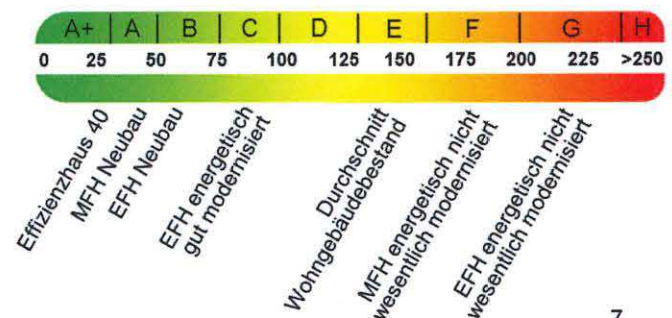 A+ A B C D E F G H
0 25 50 75 100 125 150 175 200 225 >250
Effizienzhaus 40
MFH Neubau
EFH Neubau
EFH energetisch
gut modernisiert
Durchschnitt
Wohngebäudebestand
MFH energetisch nicht
wesentlich modernisiert
EFH energetisch nicht
wesentlich modernisiert
7